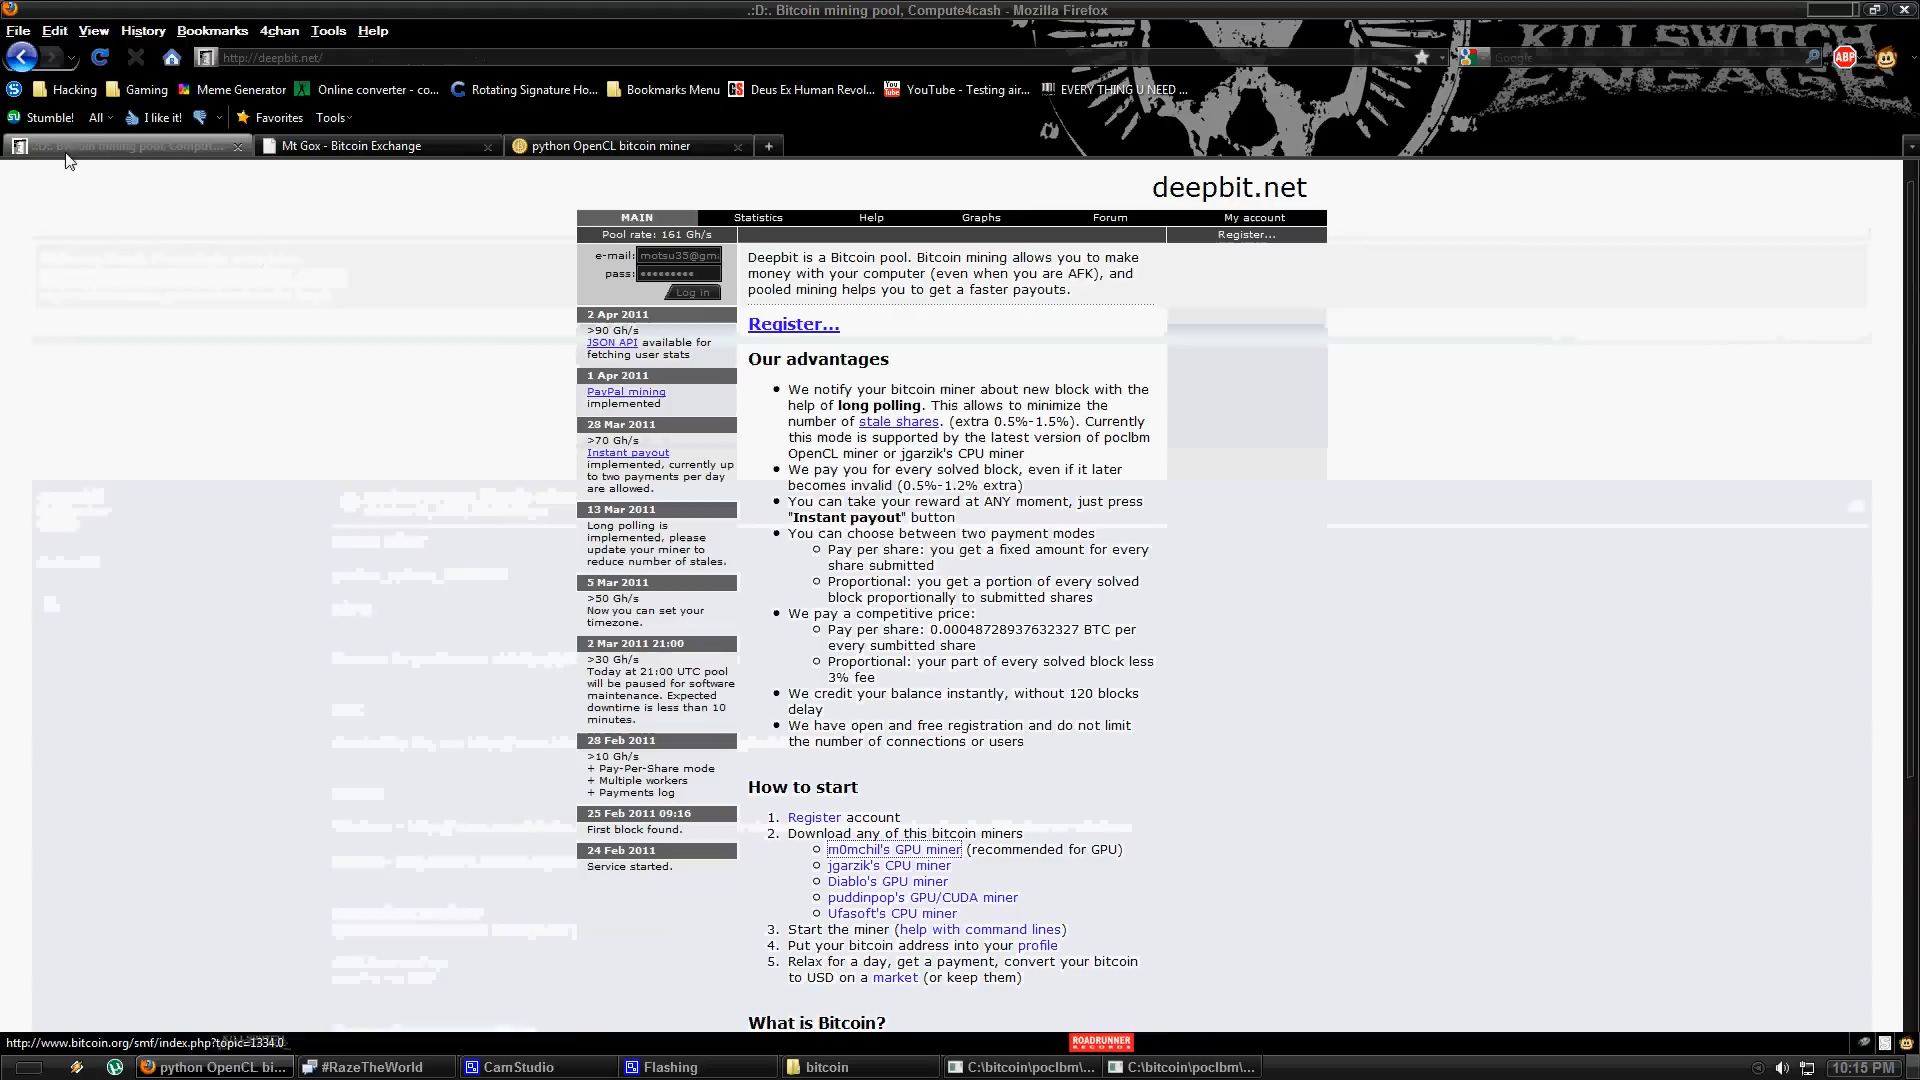 .:D:. Bitcoin mining pool, Compute4cash - Mozilla Firefox
File Edit View History Bookmarks 4chan Tools Help
http://deepbit.net/
Google
ABP
KILLSWITCH
ENGAGE
Hacking Gaming Meme Generator Online converter - co... Rotating Signature Ho... Bookmarks Menu Deus Ex Human Revol... YouTube - Testing air... EVERY THING U NEED ...
Stumble! All I like it! Favorites Tools
.:D:. Bitcoin mining pool, Comput... Mt Gox - Bitcoin Exchange python OpenCL bitcoin miner
deepbit.net
MAIN Statistics Help Graphs Forum My account
Pool rate: 161 Gh/s Register...
e-mail: motsu35@gm
pass:
Log in
2 Apr 2011
>90 Gh/s
JSON API available for
fetching user stats
1 Apr 2011
PayPal mining
implemented
28 Mar 2011
>70 Gh/s
Instant payout
implemented, currently up
to two payments per day
are allowed.
13 Mar 2011
Long polling is
implemented, please
update your miner to
reduce number of stales.
5 Mar 2011
>50 Gh/s
Now you can set your
timezone.
2 Mar 2011 21:00
>30 Gh/s
Today at 21:00 UTC pool
will be paused for software
maintenance. Expected
downtime is less than 10
minutes.
28 Feb 2011
>10 Gh/s
+ Pay-Per-Share mode
+ Multiple workers
+ Payments log
25 Feb 2011 09:16
First block found.
24 Feb 2011
Service started.
Deepbit is a Bitcoin pool. Bitcoin mining allows you to make
money with your computer (even when you are AFK), and
pooled mining helps you to get a faster payouts.
Register...
Our advantages
We notify your bitcoin miner about new block with the
help of long polling. This allows to minimize the
number of stale shares. (extra 0.5%-1.5%). Currently
this mode is supported by the latest version of poclbm
OpenCL miner or jgarzik's CPU miner
We pay you for every solved block, even if it later
becomes invalid (0.5%-1.2% extra)
You can take your reward at ANY moment, just press
"Instant payout" button
You can choose between two payment modes
Pay per share: you get a fixed amount for every
share submitted
Proportional: you get a portion of every solved
block proportionally to submitted shares
We pay a competitive price:
Pay per share: 0.00048728937632327 BTC per
every sumbitted share
Proportional: your part of every solved block less
3% fee
We credit your balance instantly, without 120 blocks
delay
We have open and free registration and do not limit
the number of connections or users
How to start
1. Register account
2. Download any of this bitcoin miners
m0mchil's GPU miner (recommended for GPU)
jgarzik's CPU miner
Diablo's GPU miner
puddinpop's GPU/CUDA miner
Ufasoft's CPU miner
3. Start the miner (help with command lines)
4. Put your bitcoin address into your profile
5. Relax for a day, get a payment, convert your bitcoin
to USD on a market (or keep them)
What is Bitcoin?
http://www.bitcoin.org/smf/index.php?topic=1334.0
ROADRUNNER
RECORDS
python OpenCL bi... #RazeTheWorld CamStudio Flashing bitcoin C:\bitcoin\poclbm\... C:\bitcoin\poclbm\... 10:15 PM